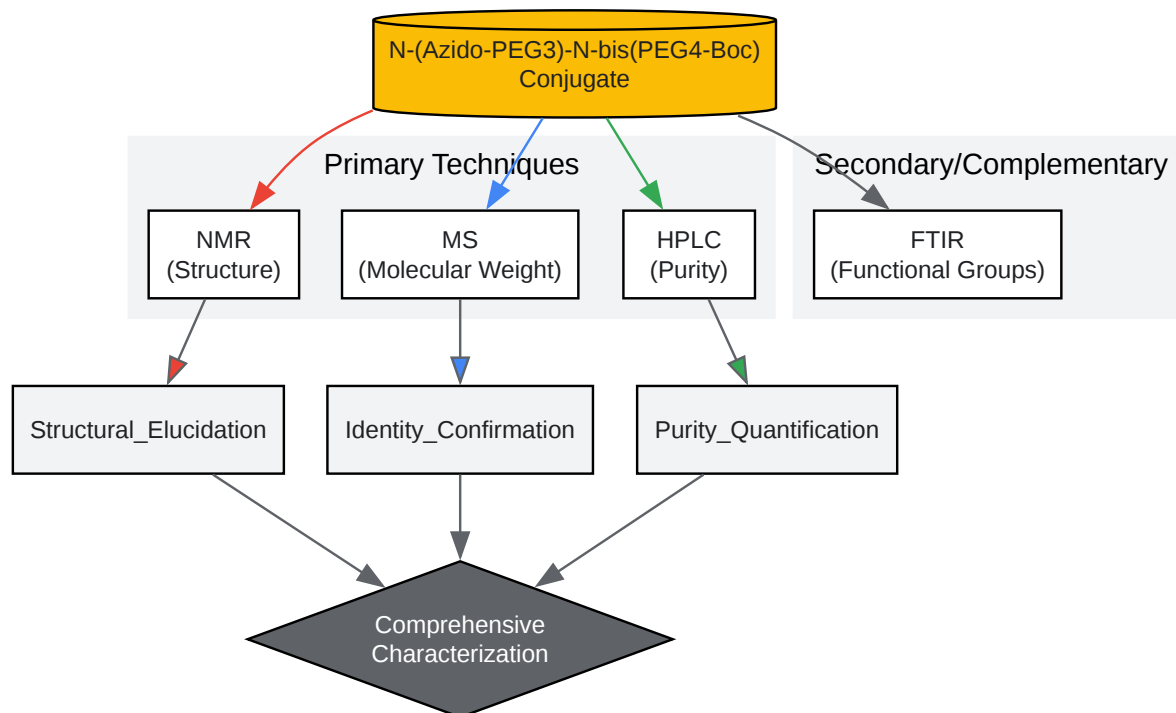 N-(Azido-PEG3)-N-bis(PEG4-Boc)
Conjugate
Primary Techniques
Secondary/Complementary
NMR
(Structure)
MS
(Molecular Weight)
HPLC
(Purity)
FTIR
(Functional Groups)
Structural_Elucidation
Identity_Confirmation
Purity_Quantification
Comprehensive
Characterization